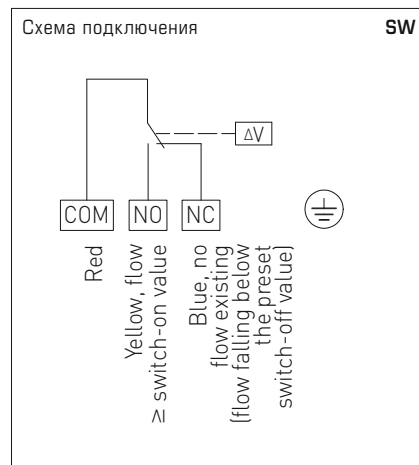 Схема подключения
SW
ΔV
COM
NO
NC
Red
Yellow, flow
≥ switch-on value
Blue, no
flow existing
(flow falling below
the preset
switch-off value)